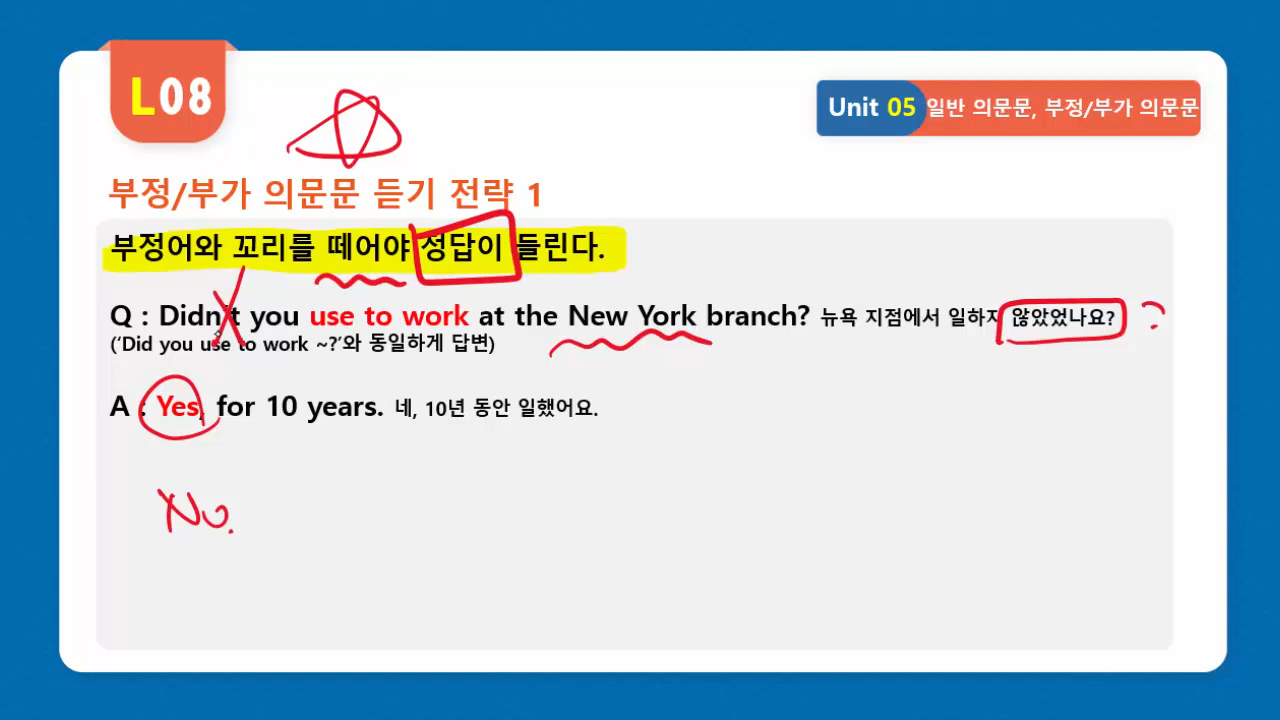 L08
Unit 05 일반 의문문, 부정/부가 의문문
부정/부가 의문문 듣기 전략 1
부정어와 꼬리를 떼어야 정답이 들린다.
Q : Didn't you use to work at the New York branch? 뉴욕 지점에서 일하지 않았었나요? ?
('Did you use to work ~?'와 동일하게 답변)
A : Yes, for 10 years. 네, 10년 동안 일했어요.
No.